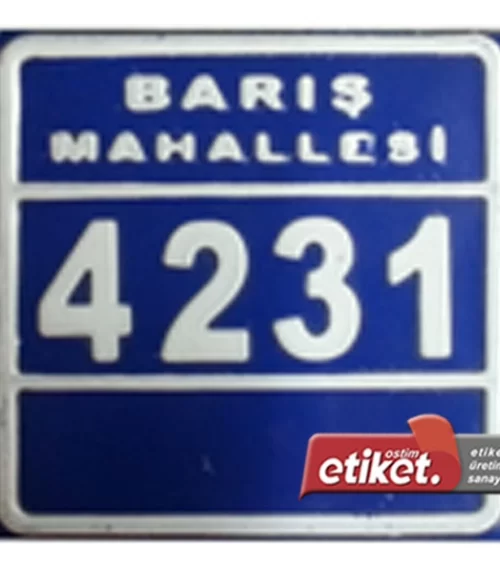 BARIŞ
MAHALLESİ
4231
ostim
etiket.